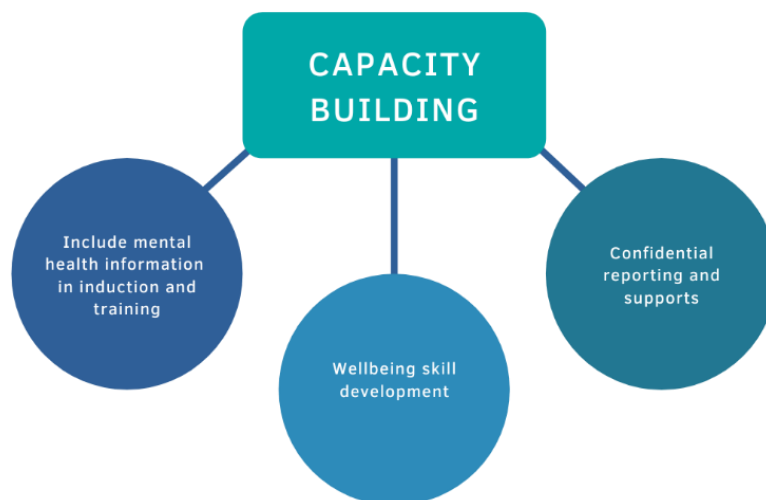 CAPACITY
BUILDING
Include mental
health information
in induction and
training
Wellbeing skill
development
Confidential
reporting and
supports